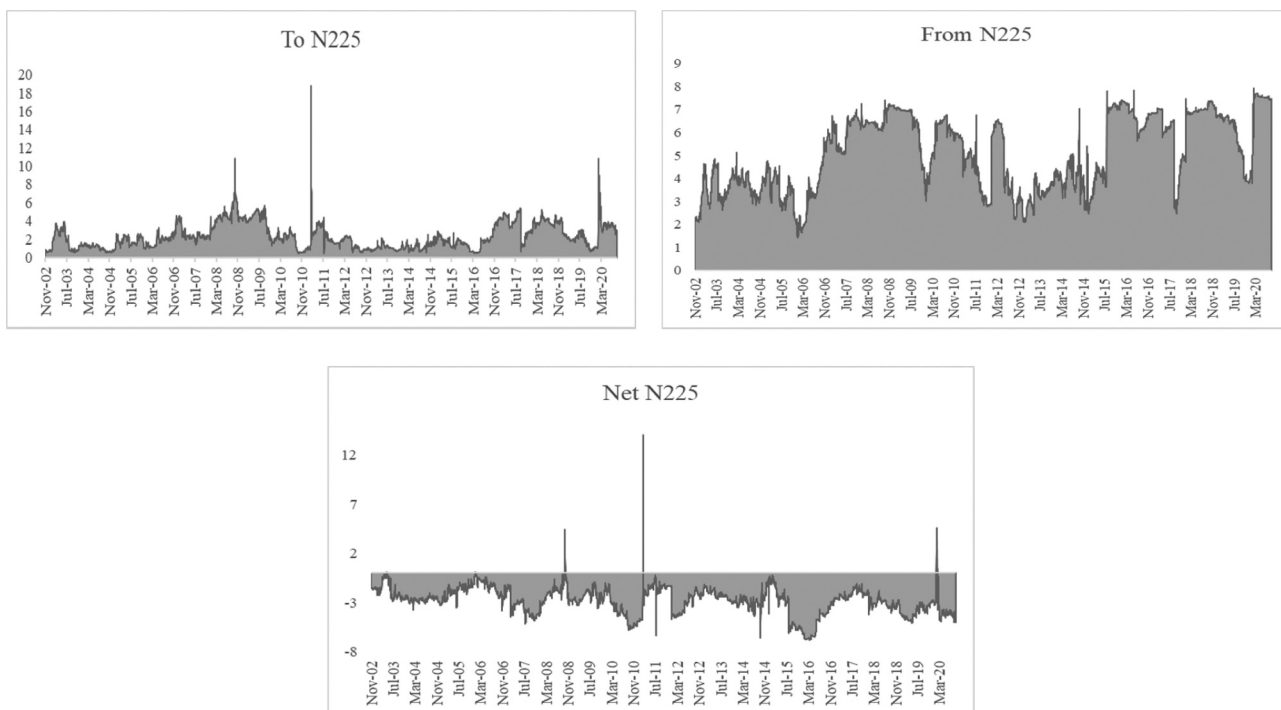 To N225
20
18
16
14
12
10
8
6
4
2
0
Nov-02
Jul-03
Mar-04
Nov-04
Jul-05
Mar-06
Nov-06
Jul-07
Mar-08
Nov-08
Jul-09
Mar-10
Nov-10
Jul-11
Mar-12
Nov-12
Jul-13
Mar-14
Nov-14
Jul-15
Mar-16
Nov-16
Jul-17
Mar-18
Nov-18
Jul-19
Mar-20
From N225
9
8
7
6
5
4
3
2
1
0
Nov-02
Jul-03
Mar-04
Nov-04
Jul-05
Mar-06
Nov-06
Jul-07
Mar-08
Nov-08
Jul-09
Mar-10
Nov-10
Jul-11
Mar-12
Nov-12
Jul-13
Mar-14
Nov-14
Jul-15
Mar-16
Nov-16
Jul-17
Mar-18
Nov-18
Jul-19
Mar-20
Net N225
12
7
2
-3
-8
Nov-02
Jul-03
Mar-04
Nov-04
Jul-05
Mar-06
Nov-06
Jul-07
Mar-08
Nov-08
Jul-09
Mar-10
Nov-10
Jul-11
Mar-12
Nov-12
Jul-13
Mar-14
Nov-14
Jul-15
Mar-16
Nov-16
Jul-17
Mar-18
Nov-18
Jul-19
Mar-20